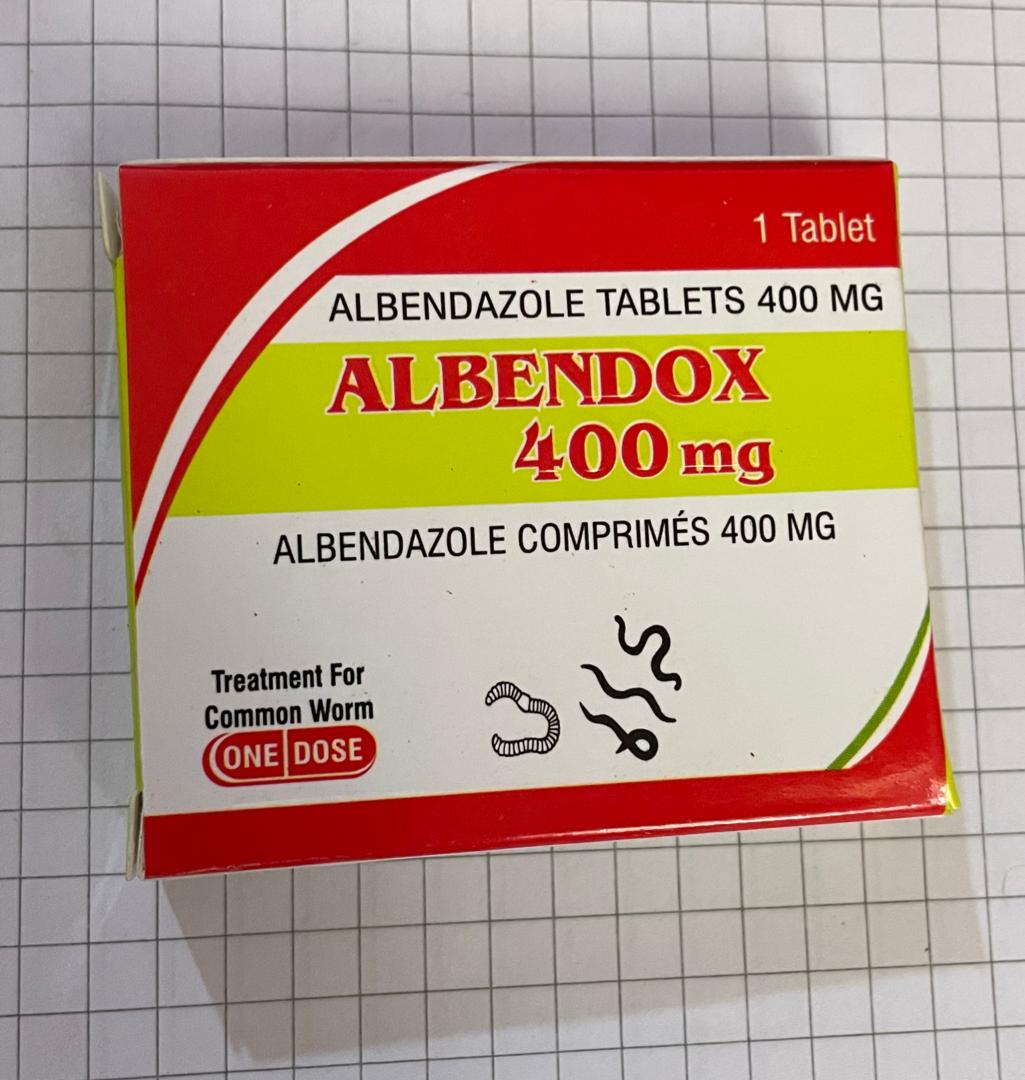 1 Tablet
ALBENDAZOLE TABLETS 400 MG
ALBENDOX
400 mg
ALBENDAZOLE COMPRIMÉS 400 MG
Treatment For
Common Worm
ONE DOSE